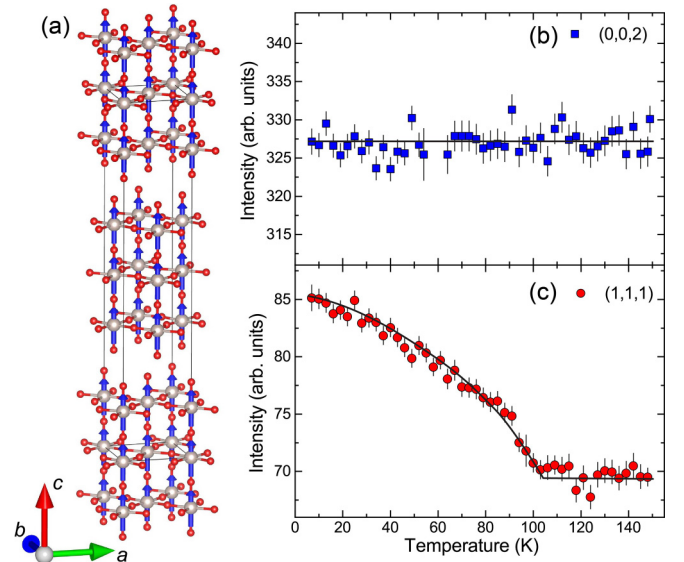 (a)
c
b
a
(b)
(0,0,2)
Intensity (arb. units)
340
335
330
325
320
315
(c)
(1,1,1)
Intensity (arb. units)
85
80
75
70
0 20 40 60 80 100 120 140
Temperature (K)